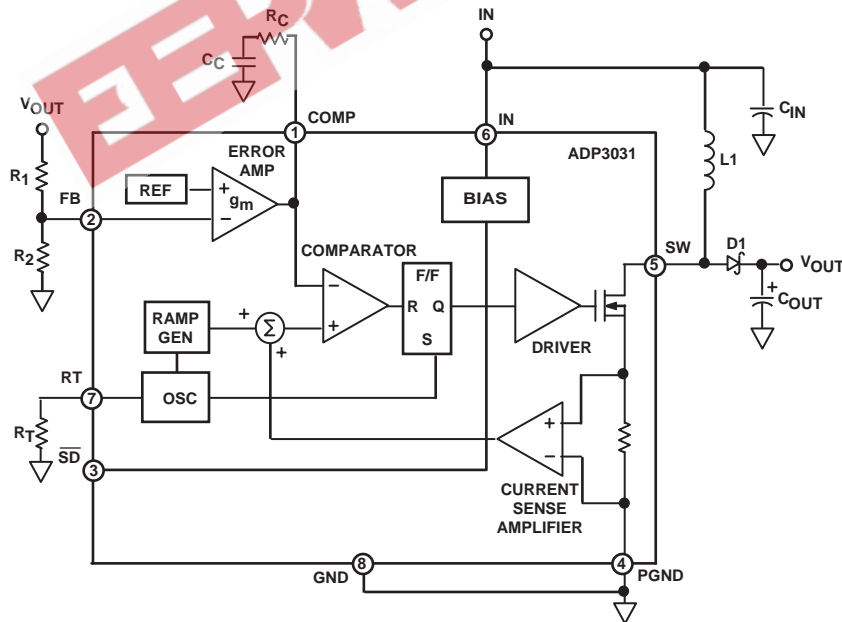 RC
IN
CC
VOUT
COMP
1
6
IN
CIN
ERROR
AMP
ADP3031
L1
R1
REF
+
gm
−
BIAS
FB
2
R2
COMPARATOR
SW
D1
5
VOUT
F/F
−
R Q
+
S
+
COUT
RAMP
GEN
+
Σ
+
DRIVER
RT
7
OSC
RT
SD
3
+
−
CURRENT
SENSE
AMPLIFIER
8
4
GND
PGND